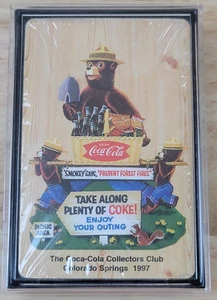 DRINK
Coca-Cola
SMOKEY SAYS, "PREVENT FOREST FIRES"
TAKE ALONG
PLENTY OF COKE!
ENJOY
YOUR OUTING
PICNIC
AREA
The Coca-Cola Collectors Club
Colorado Springs 1997